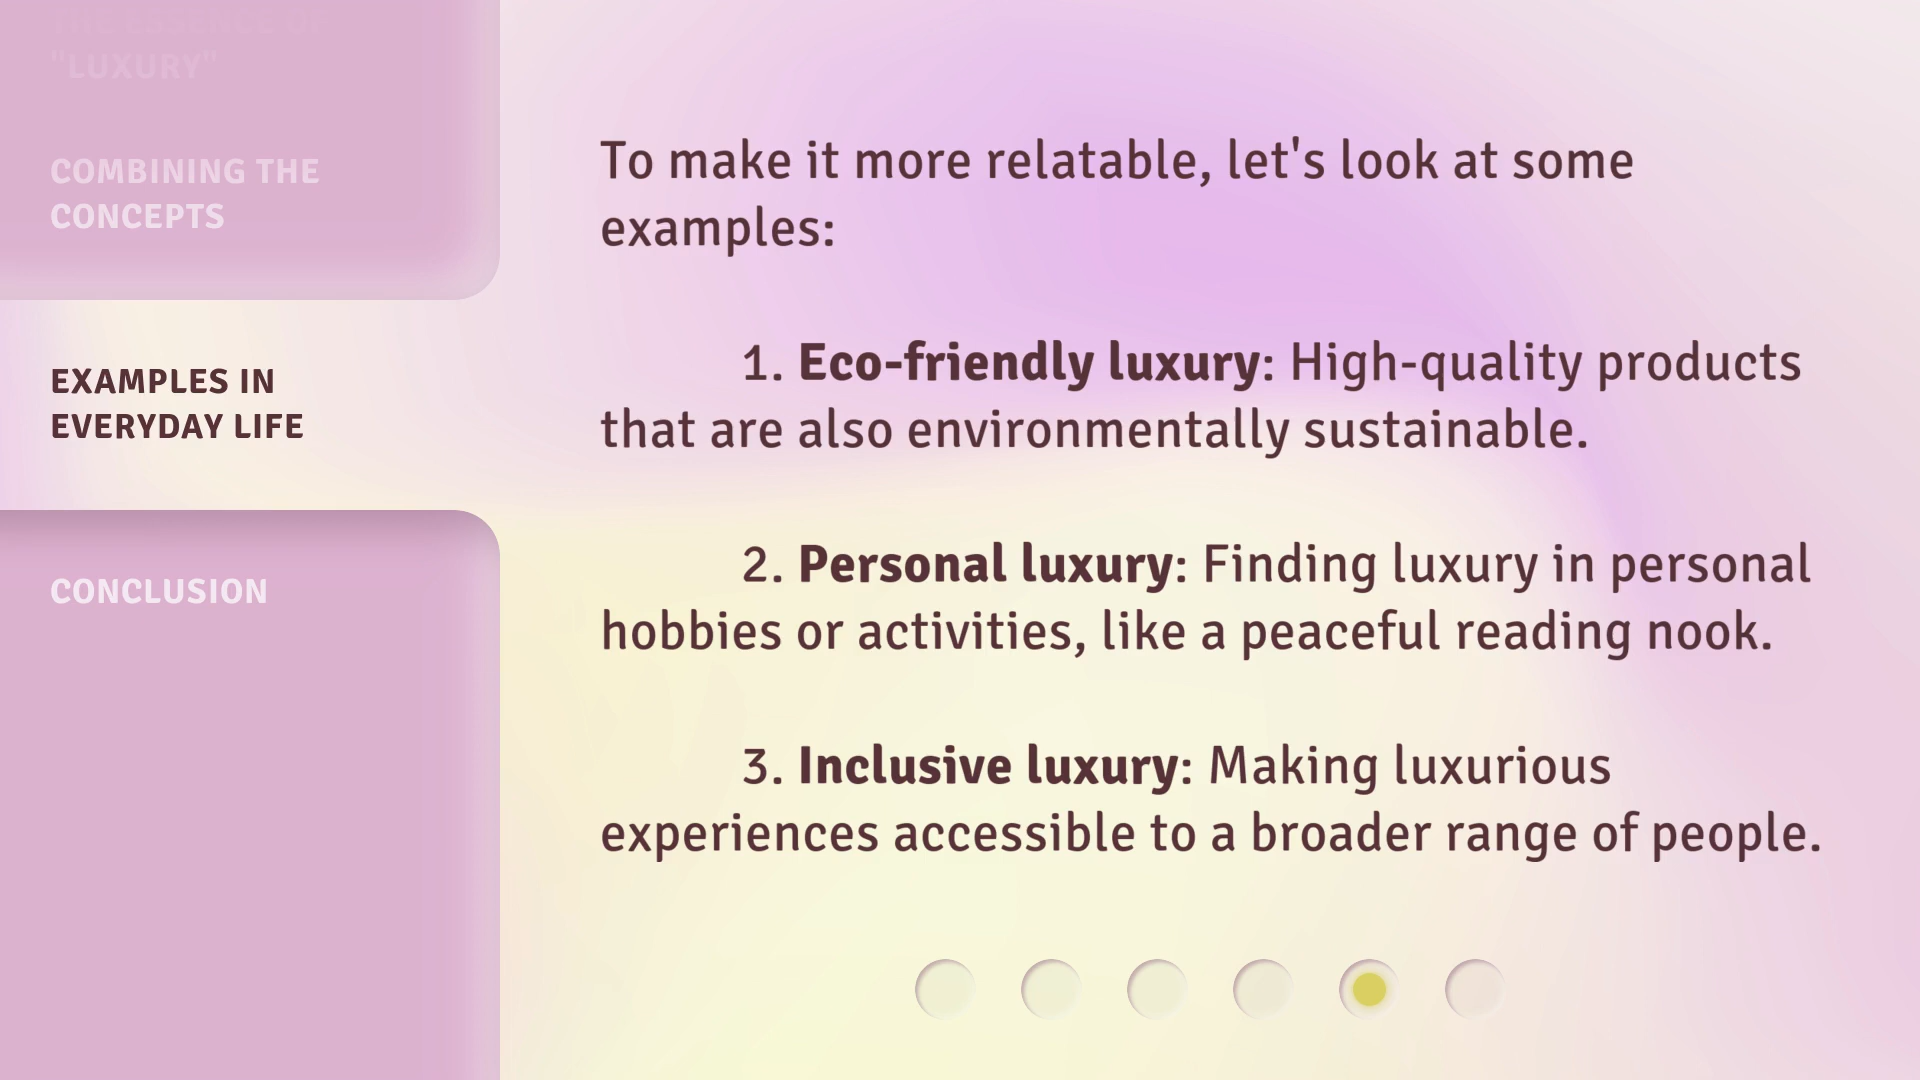 THE ESSENCE OF
"LUXURY"
COMBINING THE
CONCEPTS
EXAMPLES IN
EVERYDAY LIFE
CONCLUSION
To make it more relatable, let's look at some
examples:
1. Eco-friendly luxury: High-quality products
that are also environmentally sustainable.
2. Personal luxury: Finding luxury in personal
hobbies or activities, like a peaceful reading nook.
3. Inclusive luxury: Making luxurious
experiences accessible to a broader range of people.